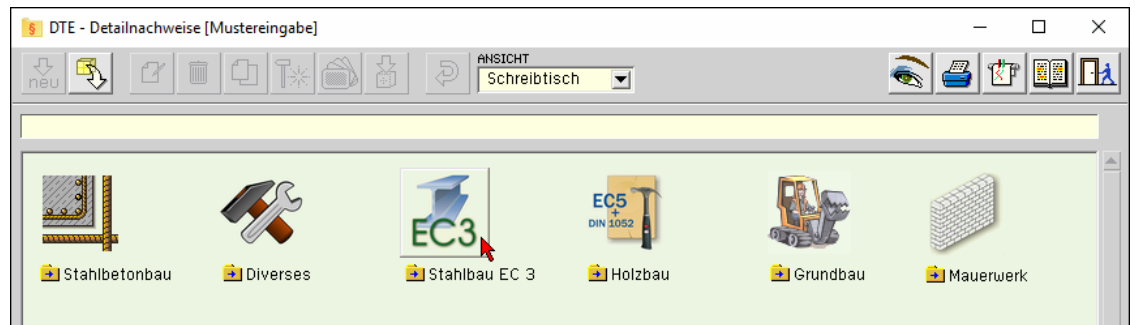 § DTE - Detailnachweise [Mustereingabe]
neu
ANSICHT
Schreibtisch
EC3
EC5
+
DIN 1052
Stahlbetonbau
Diverses
Stahlbau EC 3
Holzbau
Grundbau
Mauerwerk